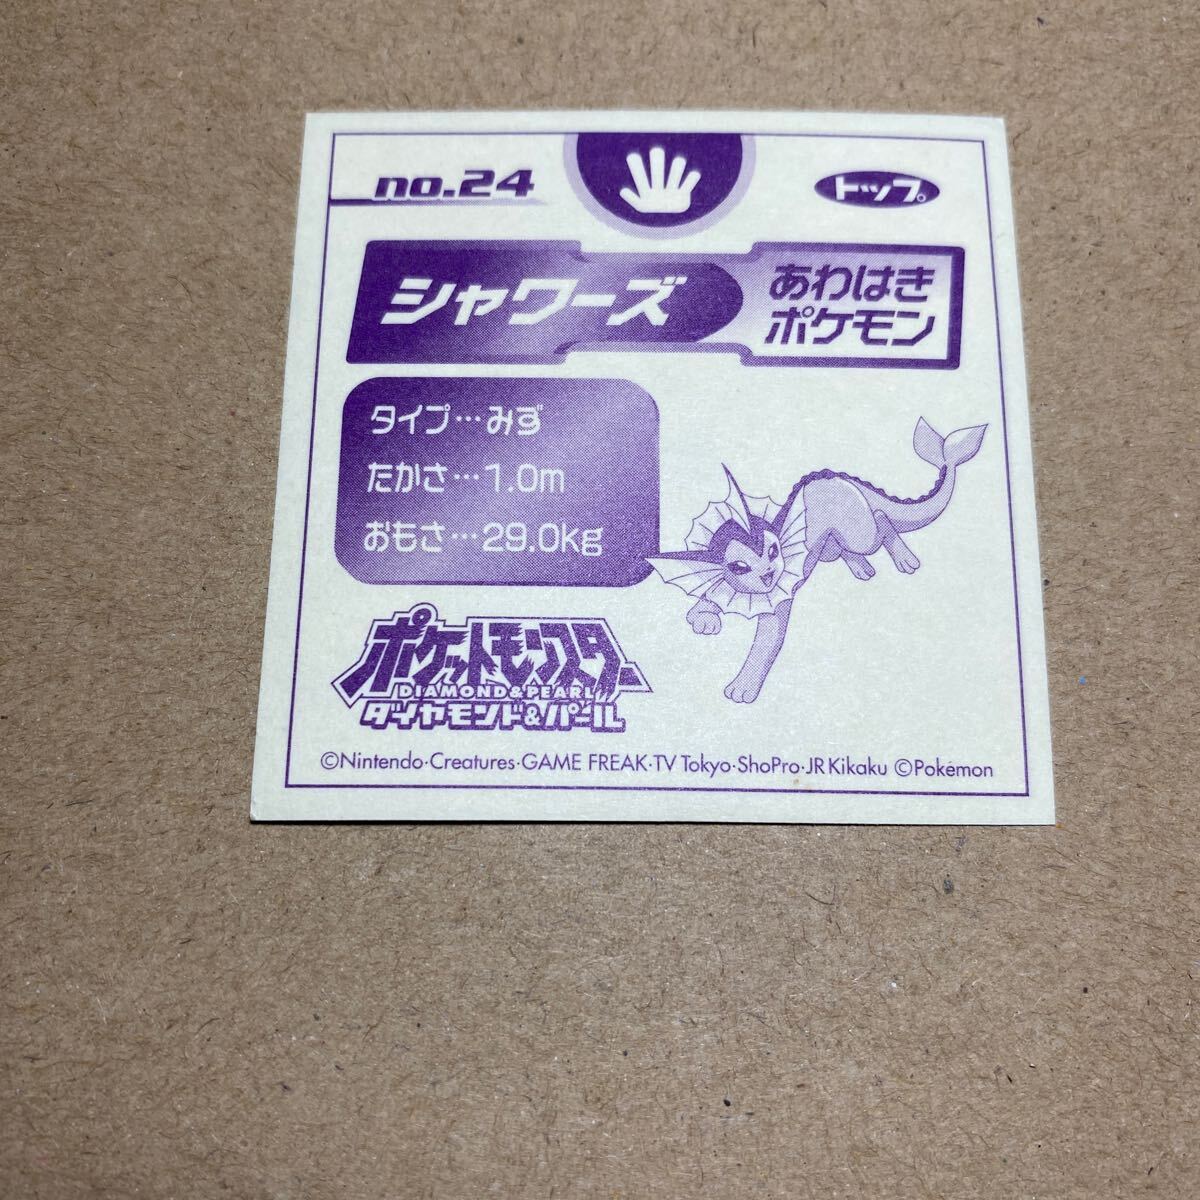 no.24
トップ。
シャワーズ
あわはき
ポケモン
タイプ…みず
たかさ…1.0m
おもさ…29.0kg
ポケットモンスター
DIAMOND&PEARL
ダイヤモンド&パール
©Nintendo·Creatures·GAME FREAK·TV Tokyo·ShoPro·JR Kikaku ©Pokémon